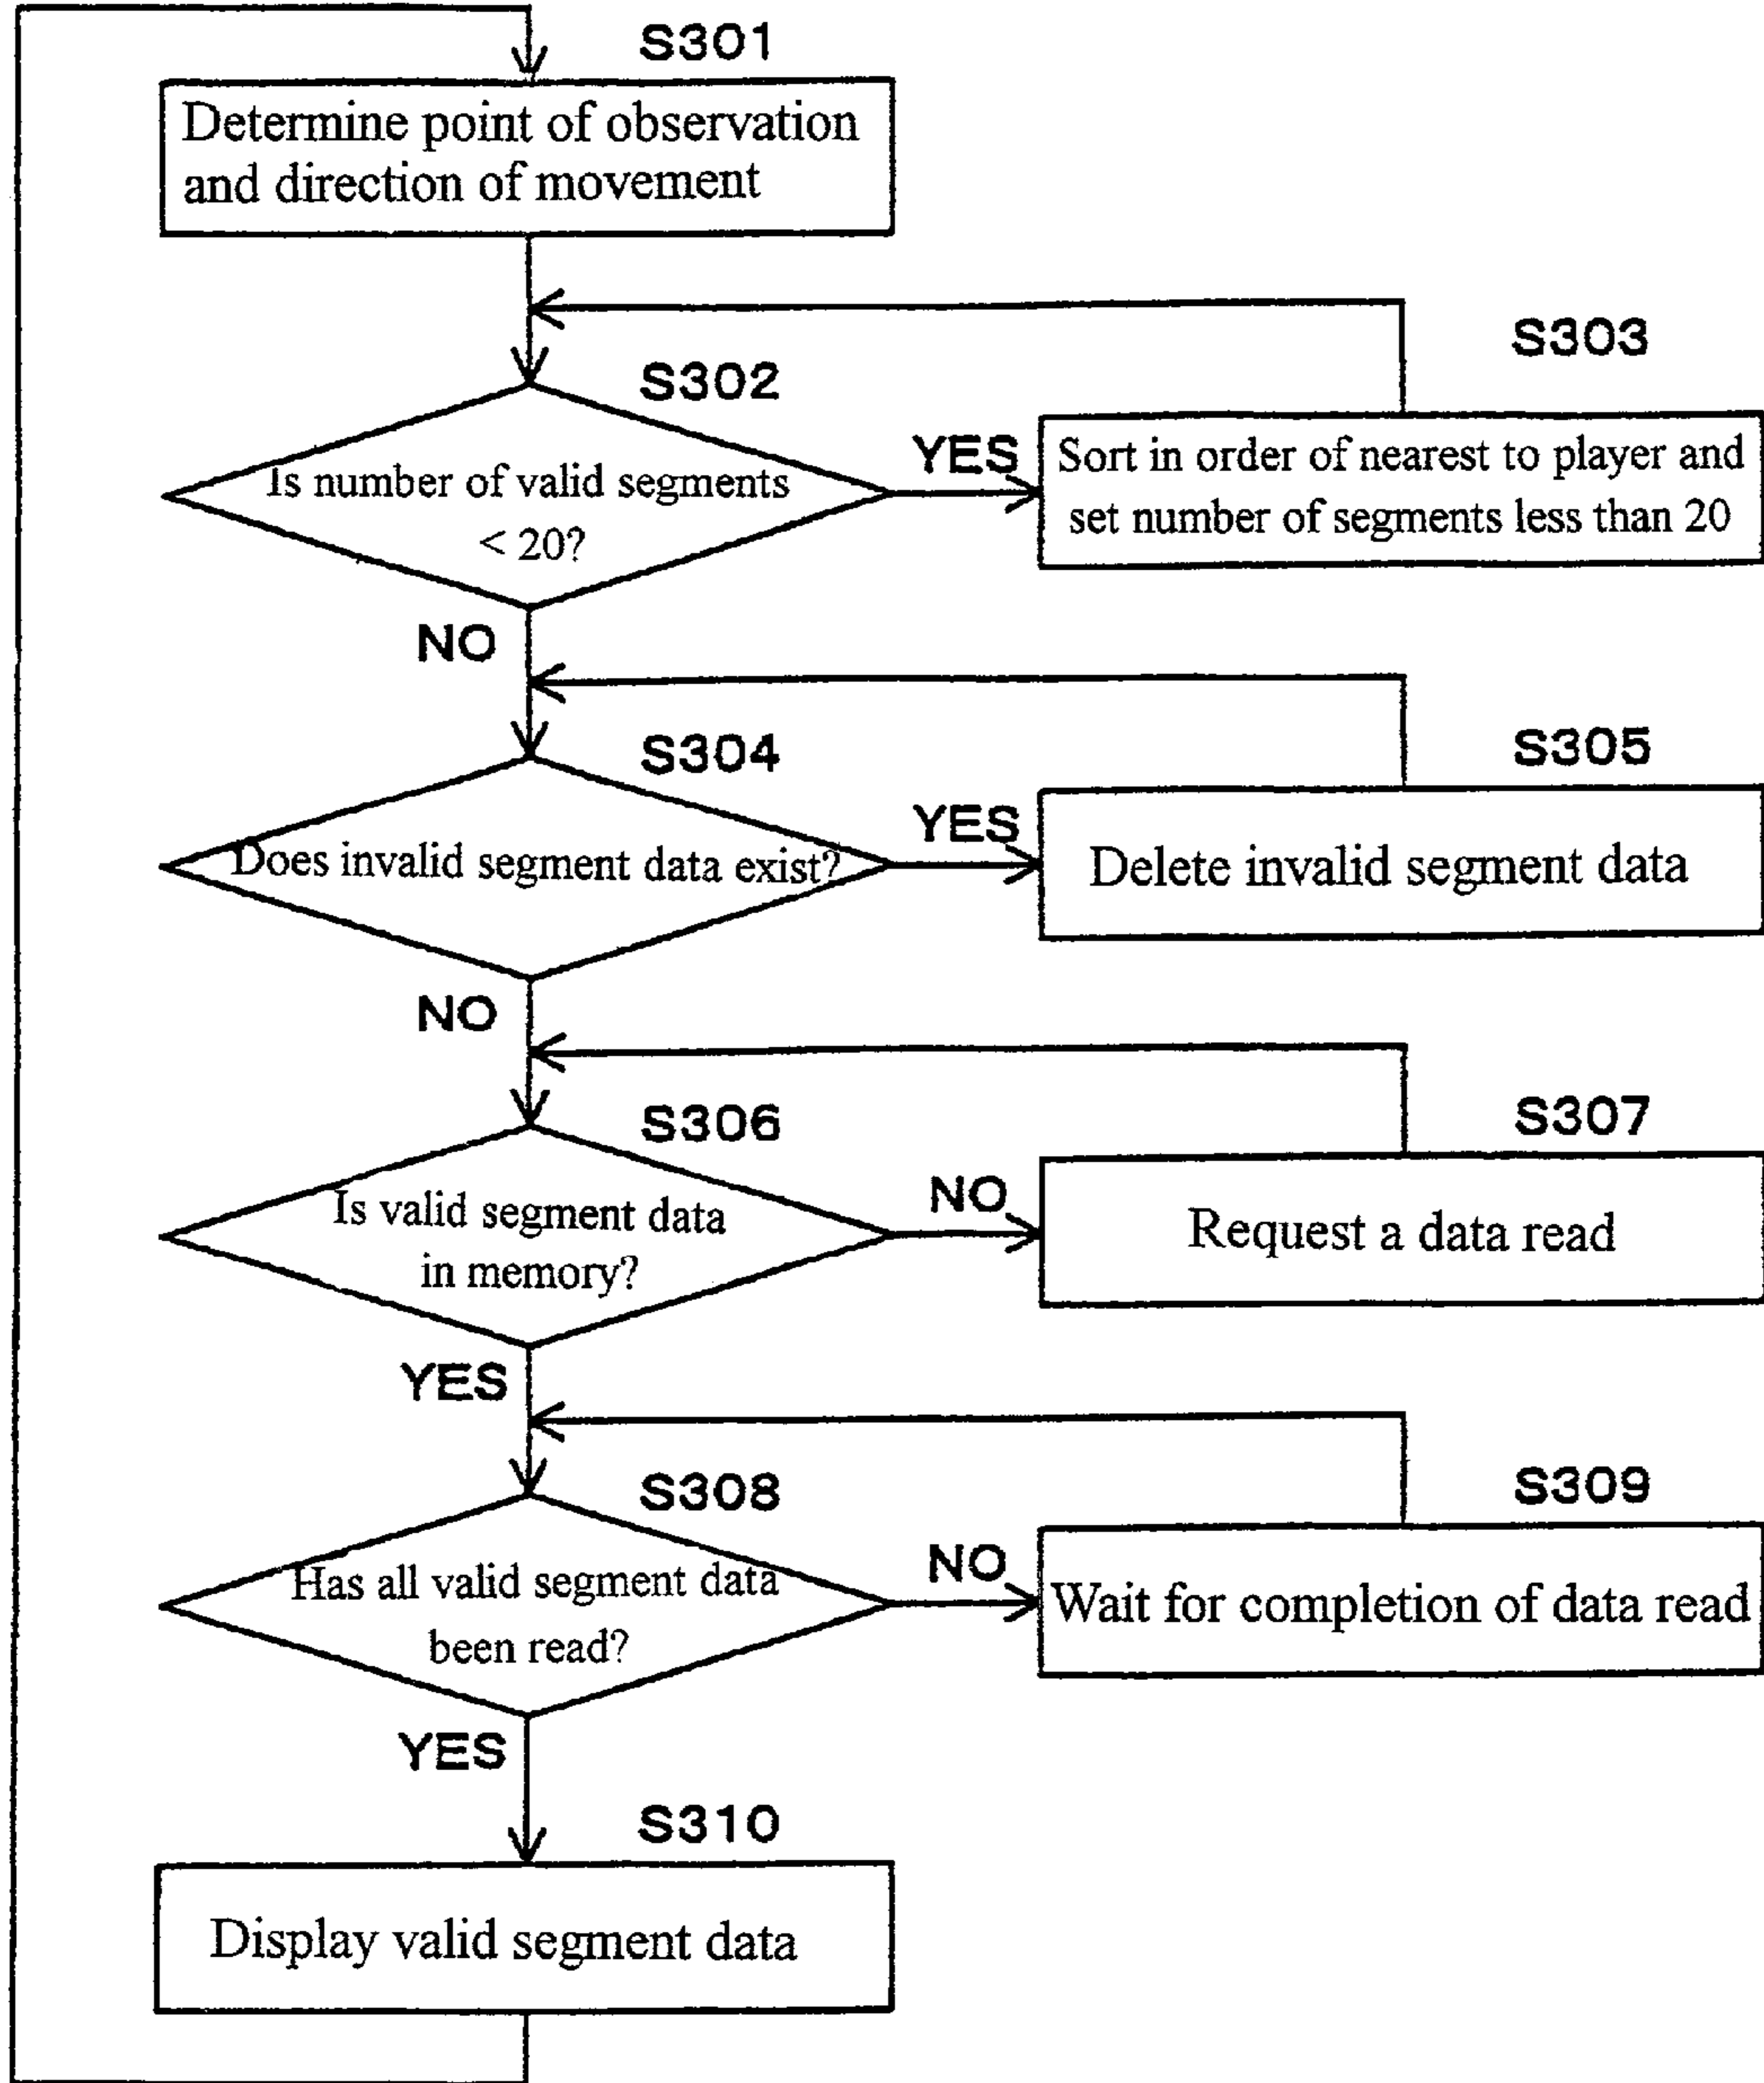 S301
Determine point of observation
and direction of movement
S302
Is number of valid segments
< 20?
YES
NO
S303
Sort in order of nearest to player and
set number of segments less than 20
S304
Does invalid segment data exist?
YES
NO
S305
Delete invalid segment data
S306
Is valid segment data
in memory?
NO
YES
S307
Request a data read
S308
Has all valid segment data
been read?
NO
YES
S309
Wait for completion of data read
S310
Display valid segment data